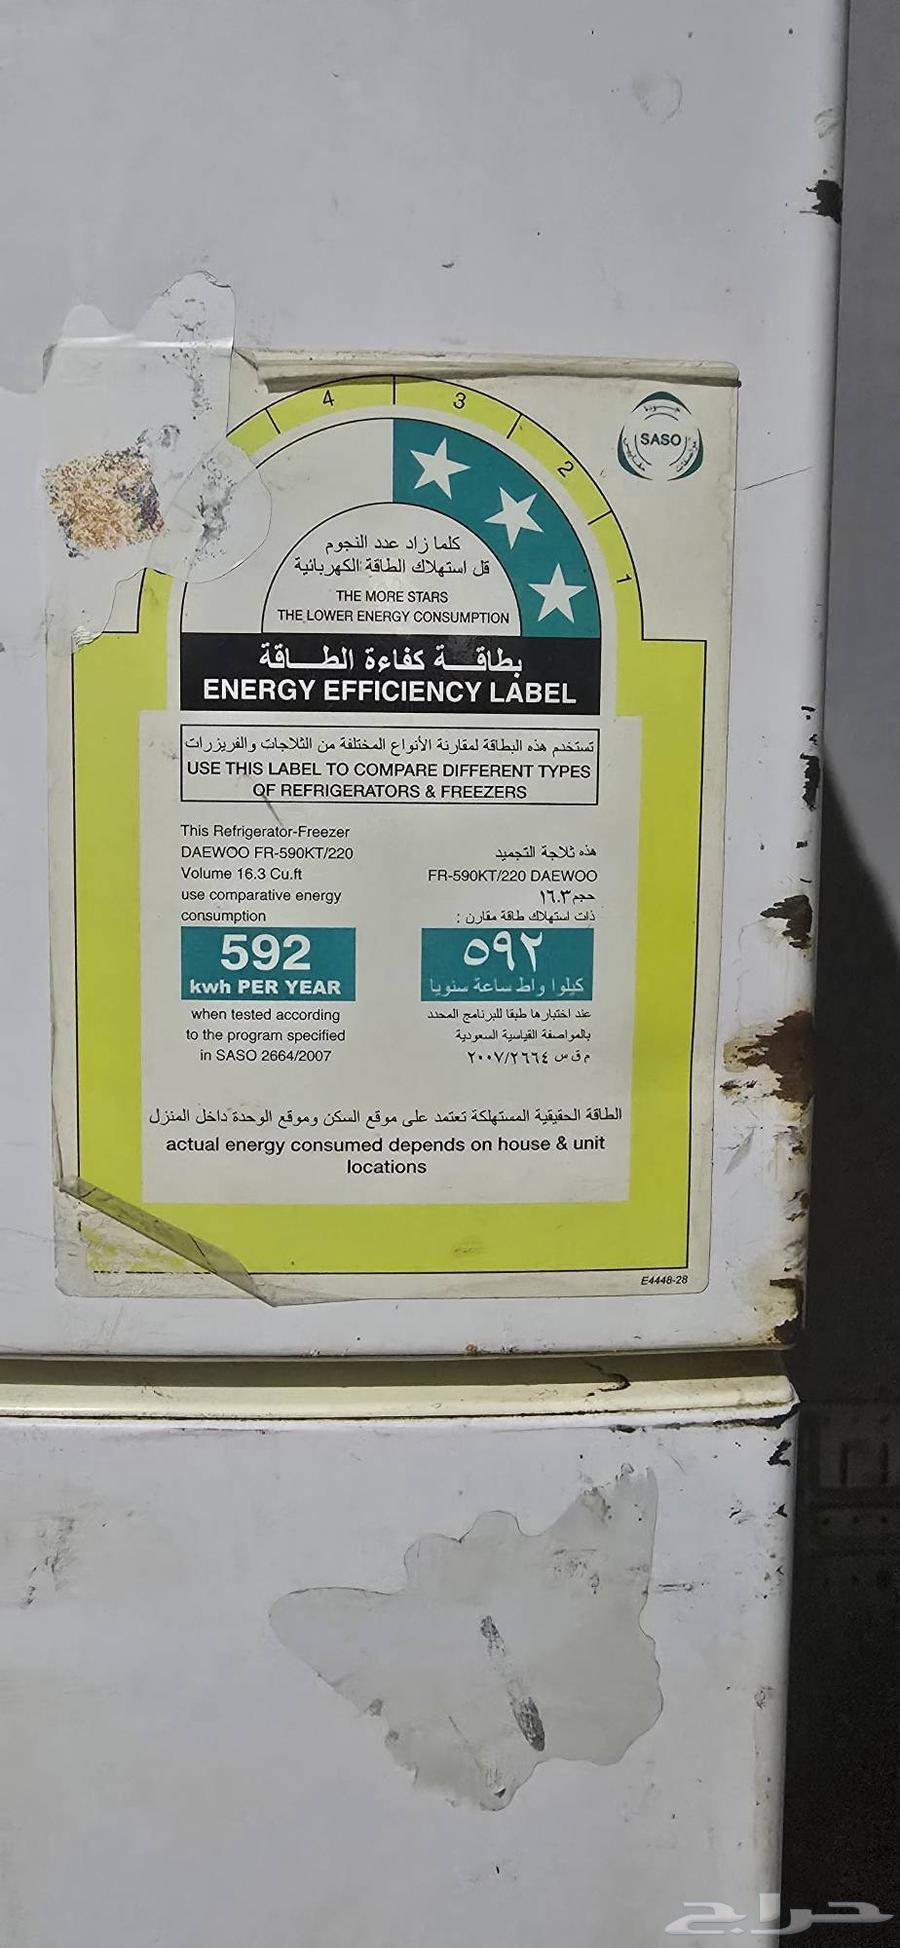 4
3
2
1
SASO
كلما زاد عدد النجوم
قل استهلاك الطاقة الكهربائية
THE MORE STARS
THE LOWER ENERGY CONSUMPTION
بطاقـــة كفاءة الطـــاقة
ENERGY EFFICIENCY LABEL
تستخدم هذه البطاقة لمقارنة الأنواع المختلفة من الثلاجات والفريزرات
USE THIS LABEL TO COMPARE DIFFERENT TYPES
OF REFRIGERATORS & FREEZERS
This Refrigerator-Freezer
DAEWOO FR-590KT/220
Volume 16.3 Cu.ft
use comparative energy
consumption
592
kwh PER YEAR
when tested according
to the program specified
in SASO 2664/2007
هذه ثلاجة التجميد
FR-590KT/220 DAEWOO
حجم ١٦.٣
ذات استهلاك طاقة مقارن :
٥٩٢
كيلوا واط ساعة سنويا
عند اختبارها طبقا للبرنامج المحدد
بالمواصفة القياسية السعودية
م ق س ٢٠٠٧/٢٦٦٤
الطاقة الحقيقية المستهلكة تعتمد على موقع السكن وموقع الوحدة داخل المنزل
actual energy consumed depends on house & unit
locations
E4448-28
حراج